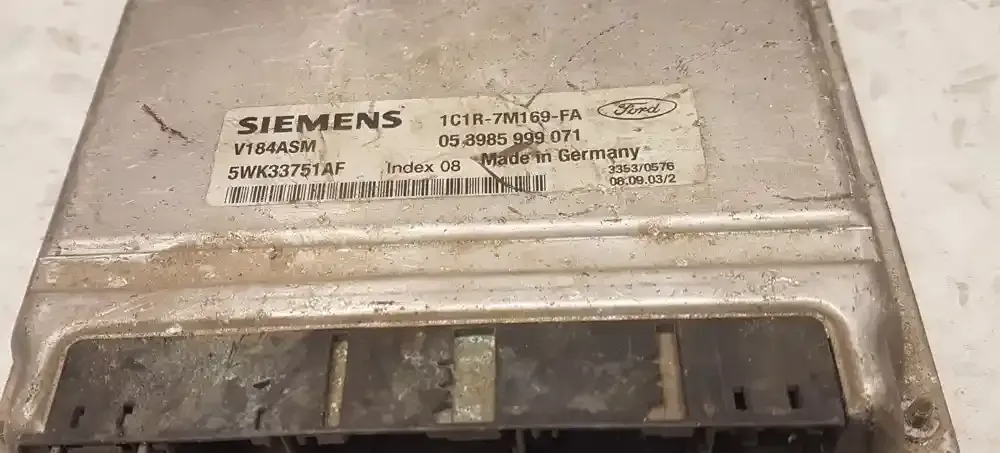 SIEMENS 1C1R-7M169-FA Ford
V184ASM 05 8985 999 071
5WK33751AF Index 08 Made in Germany
3353/0576
08.09.03/2